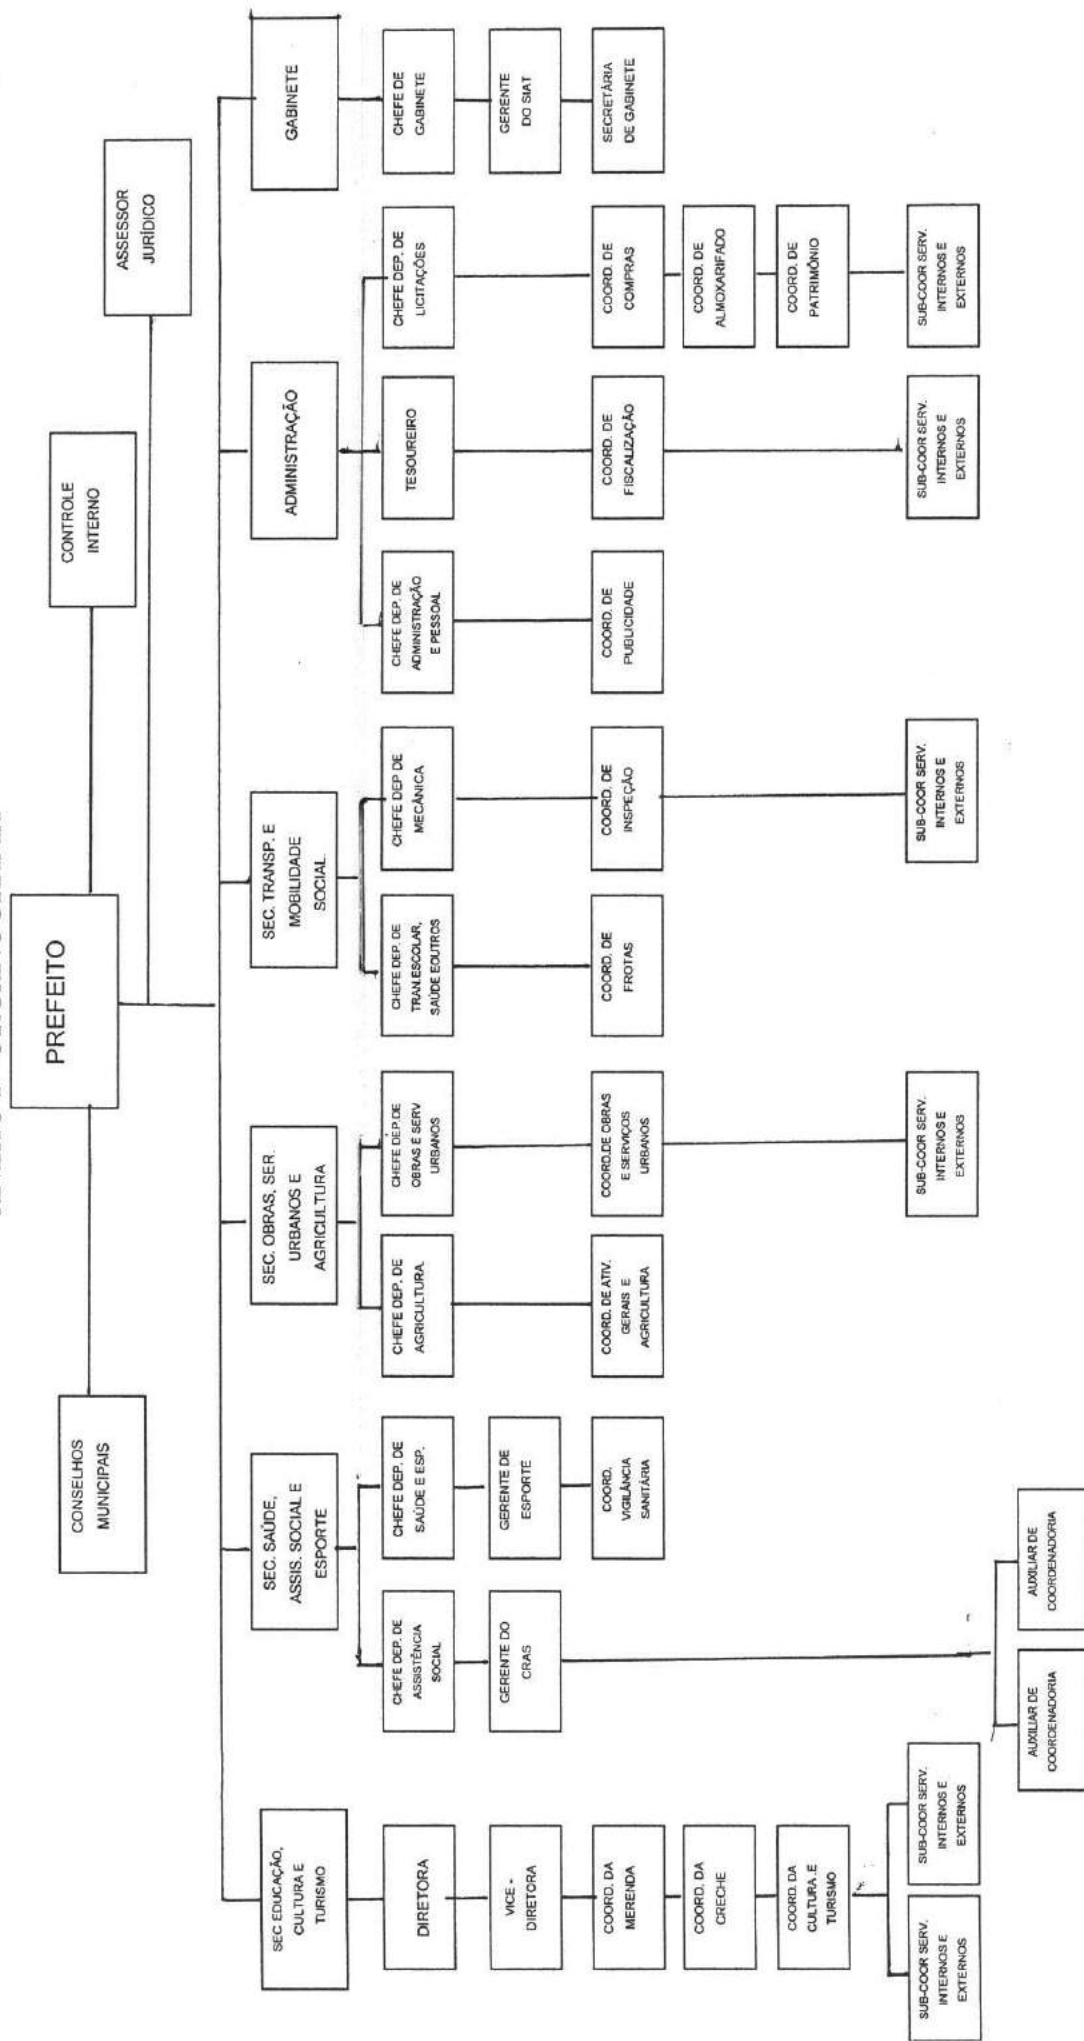 PREFEITO
CONSELHOS
MUNICIPAIS
CONTROLE
INTERNO
ASSESSOR
JURÍDICO
SEC EDUCAÇÃO,
CULTURA E
TURISMO
SEC. SAÚDE,
ASSIS. SOCIAL E
ESPORTE
SEC. OBRAS, SER.
URBANOS E
AGRICULTURA
SEC. TRANSP. E
MOBILIDADE
SOCIAL.
ADMINISTRAÇÃO
GABINETE
DIRETORA
CHEFE DEP. DE
ASSISTÊNCIA
SOCIAL
CHEFE DEP. DE
SAÚDE E ESP.
CHEFE DEP. DE
AGRICULTURA.
CHEFE DEP.DE
OBRAS E SERV
URBANOS
CHEFE DEP. DE
TRAN.ESCOLAR,
SAÚDE EOUTROS
CHEFE DEP DE
MECÂNICA
CHEFE DEP. DE
ADMINISTRAÇÃO
E PESSOAL
TESOUREIRO
CHEFE DEP. DE
LICITAÇÕES
CHEFE DE
GABINETE
VICE -
DIRETORA
GERENTE DO
CRAS
GERENTE DE
ESPORTE
GERENTE
DO SIAT
COORD. DA
MERENDA
COORD.
VIGILÂNCIA
SANITÁRIA
COORD. DE ATIV.
GERAIS E
AGRICULTURA
COORD.DE OBRAS
E SERVIÇOS
URBANOS
COORD. DE
FROTAS
COORD. DE
INSPEÇÃO
COORD. DE
PUBLICIDADE
COORD. DE
FISCALIZAÇÃO
COORD. DE
COMPRAS
SECRETÁRIA
DE GABINETE
COORD. DA
CRECHE
COORD. DE
ALMOXARIFADO
COORD. DA
CULTURA .E
TURISMO
COORD. DE
PATRIMÔNIO
SUB-COOR SERV.
INTERNOS E
EXTERNOS
SUB-COOR SERV.
INTERNOS E
EXTERNOS
SUB-COOR SERV.
INTERNOS E
EXTERNOS
SUB-COOR SERV.
INTERNOS E
EXTERNOS
SUB-COOR SERV.
INTERNOS E
EXTERNOS
SUB-COOR SERV.
INTERNOS E
EXTERNOS
AUXILIAR DE
COORDENADORIA
AUXILIAR DE
COORDENADORIA